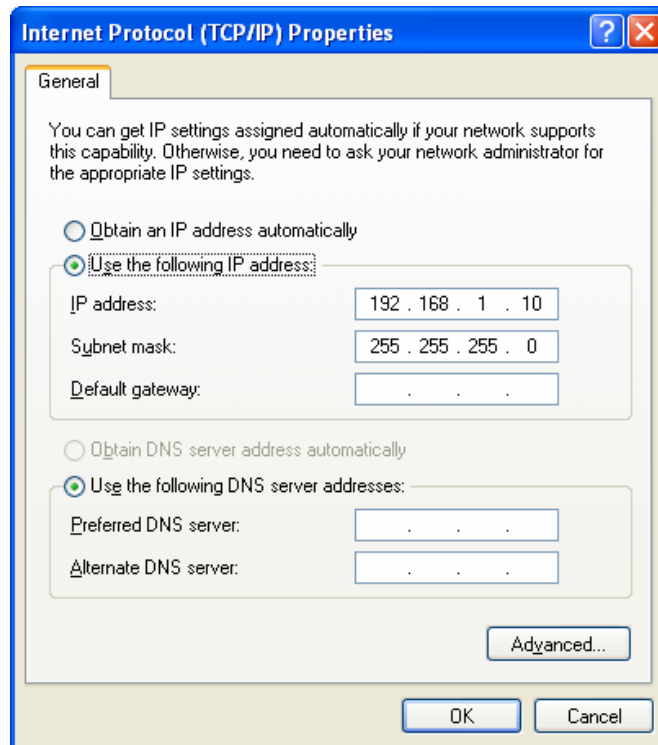 Internet Protocol (TCP/IP) Properties
General
You can get IP settings assigned automatically if your network supports
this capability. Otherwise, you need to ask your network administrator for
the appropriate IP settings.
Obtain an IP address automatically
Use the following IP address:
IP address: 192 . 168 . 1 . 10
Subnet mask: 255 . 255 . 255 . 0
Default gateway: . . .
Obtain DNS server address automatically
Use the following DNS server addresses:
Preferred DNS server: . . .
Alternate DNS server: . . .
Advanced...
OK Cancel